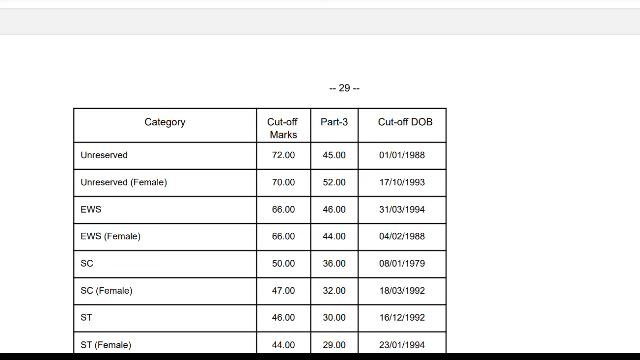 -- 29 --
Category Cut-off Marks Part-3 Cut-off DOB
Unreserved 72.00 45.00 01/01/1988
Unreserved (Female) 70.00 52.00 17/10/1993
EWS 66.00 46.00 31/03/1994
EWS (Female) 66.00 44.00 04/02/1988
SC 50.00 36.00 08/01/1979
SC (Female) 47.00 32.00 18/03/1992
ST 46.00 30.00 16/12/1992
ST (Female) 44.00 29.00 23/01/1994